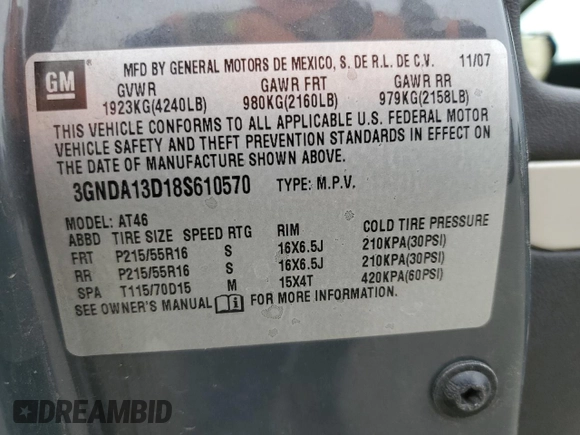 GM
MFD BY GENERAL MOTORS DE MEXICO, S. DE R.L. DE C.V. 11/07
GVWR GAWR FRT GAWR RR
1923KG(4240LB) 980KG(2160LB) 979KG(2158LB)
THIS VEHICLE CONFORMS TO ALL APPLICABLE U.S. FEDERAL MOTOR
VEHICLE SAFETY AND THEFT PREVENTION STANDARDS IN EFFECT ON
THE DATE OF MANUFACTURE SHOWN ABOVE.
3GNDA13D18S610570 TYPE: M.P.V.
MODEL: AT46
ABBD TIRE SIZE SPEED RTG RIM COLD TIRE PRESSURE
FRT P215/55R16 S 16X6.5J 210KPA(30PSI)
RR P215/55R16 S 16X6.5J 210KPA(30PSI)
SPA T115/70D15 M 15X4T 420KPA(60PSI)
SEE OWNER'S MANUAL FOR MORE INFORMATION.
DREAMBID